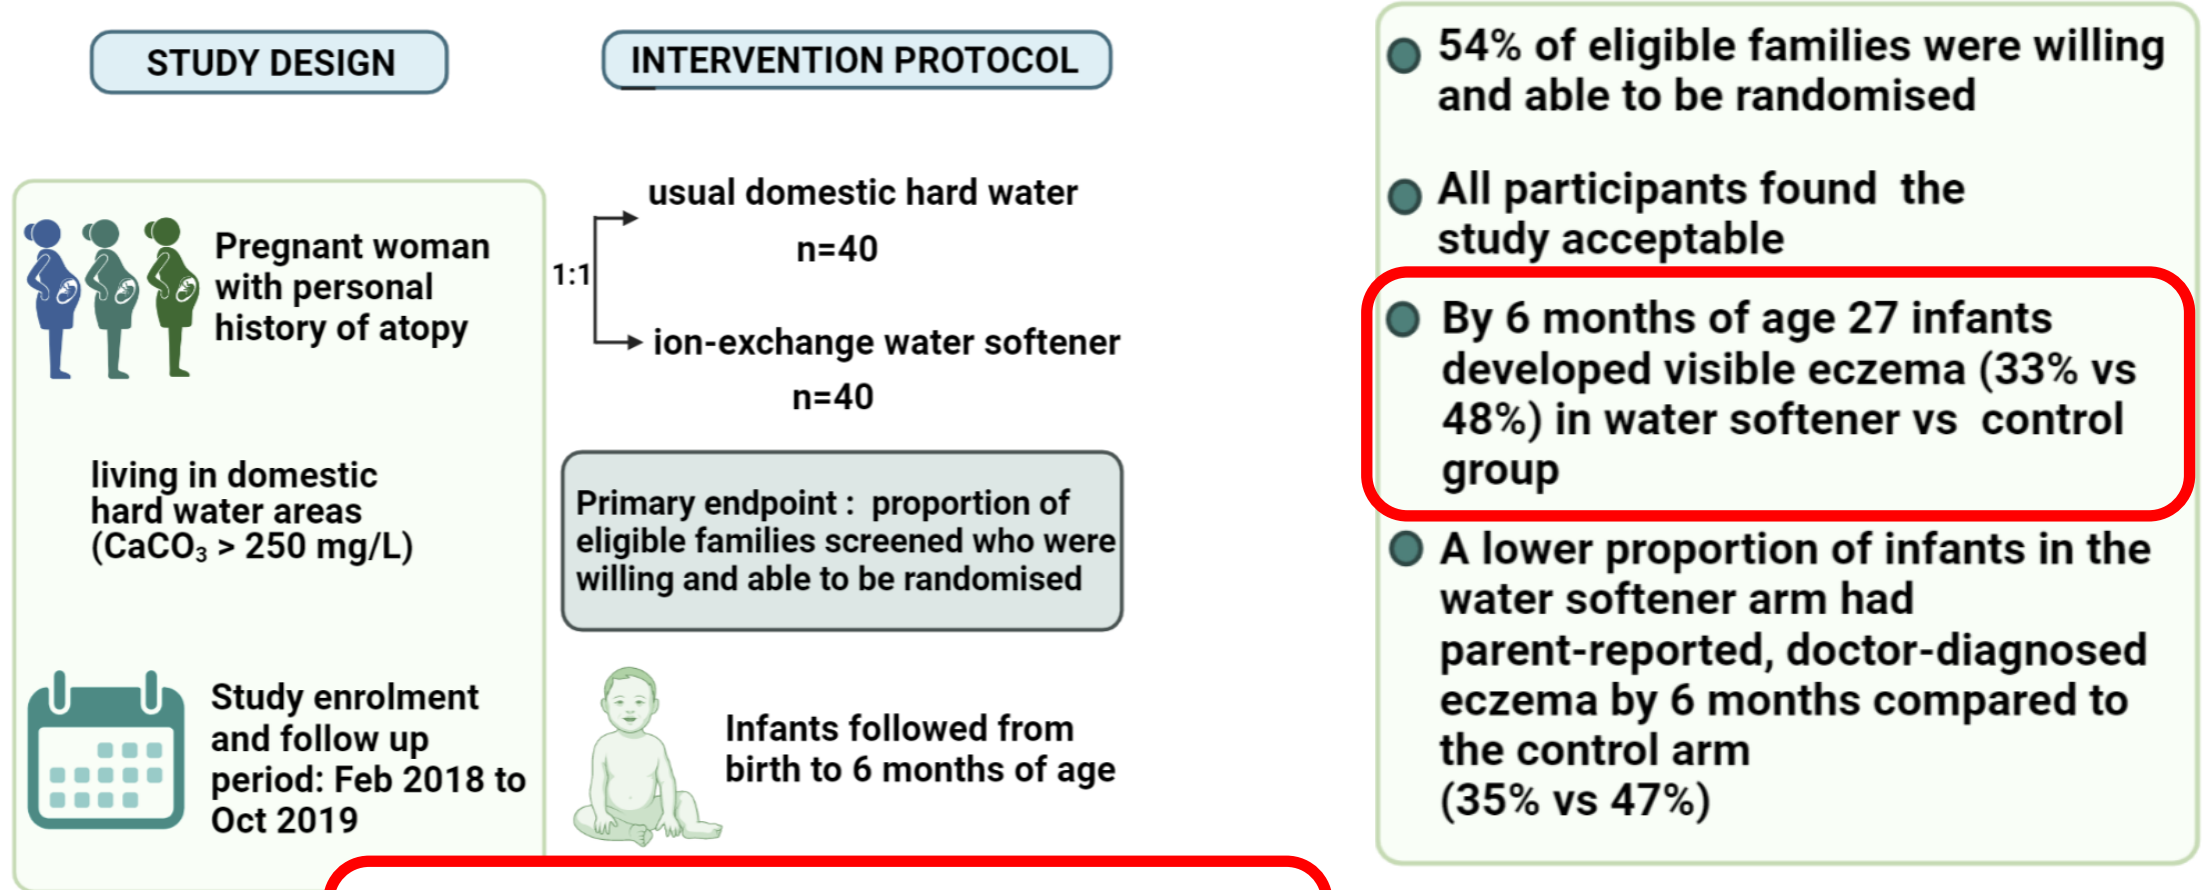 STUDY DESIGN
Pregnant woman
with personal
history of atopy
living in domestic
hard water areas
(CaCO₃ > 250 mg/L)
Study enrolment
and follow up
period: Feb 2018 to
Oct 2019
INTERVENTION PROTOCOL
1:1
usual domestic hard water
n=40
ion-exchange water softener
n=40
Primary endpoint : proportion of
eligible families screened who were
willing and able to be randomised
Infants followed from
birth to 6 months of age
54% of eligible families were willing
and able to be randomised
All participants found the
study acceptable
By 6 months of age 27 infants
developed visible eczema (33% vs
48%) in water softener vs control
group
A lower proportion of infants in the
water softener arm had
parent-reported, doctor-diagnosed
eczema by 6 months compared to
the control arm
(35% vs 47%)